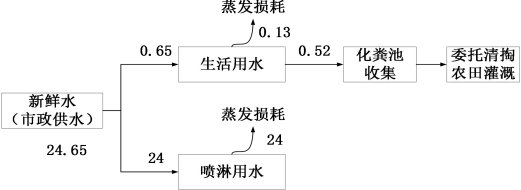 蒸发损耗
0.13
0.65
生活用水
0.52
化粪池
收集
委托清掏
农田灌溉
新鲜水
（市政供水）
24.65
蒸发损耗
24
24
喷淋用水